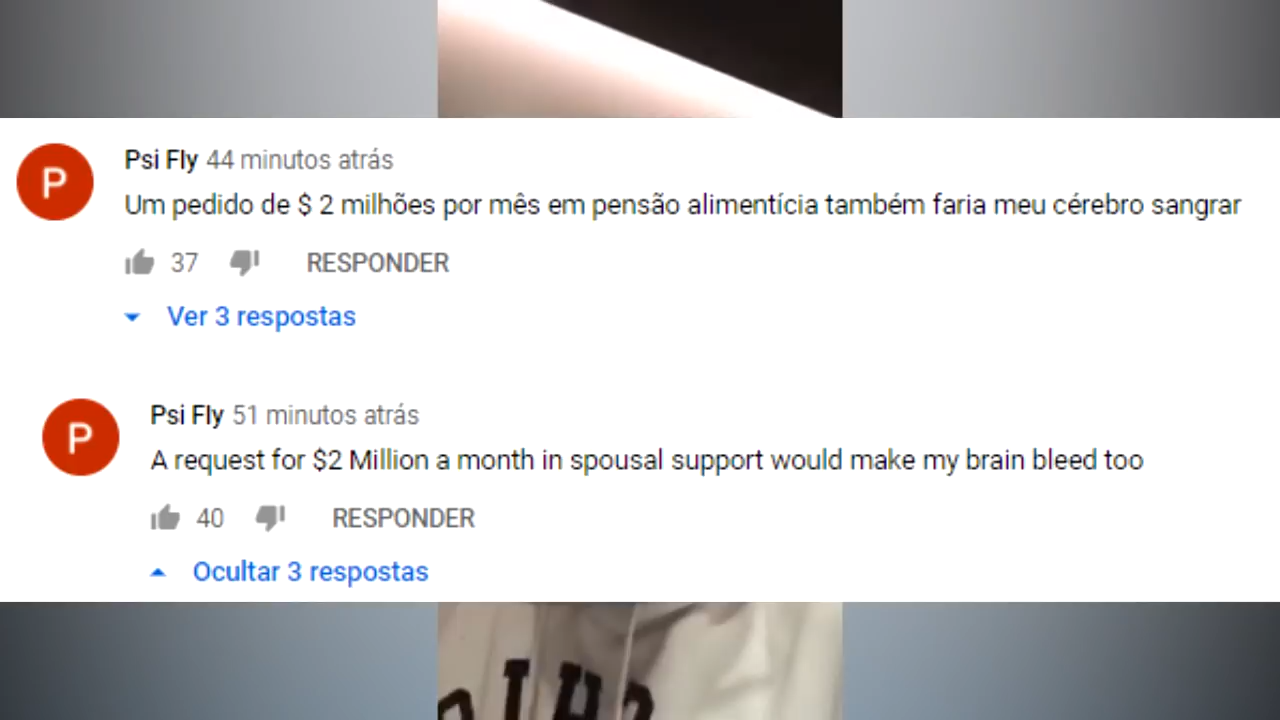 P
Psi Fly 44 minutos atrás
Um pedido de $ 2 milhões por mês em pensão alimentícia também faria meu cérebro sangrar
37 RESPONDER
Ver 3 respostas
P
Psi Fly 51 minutos atrás
A request for $2 Million a month in spousal support would make my brain bleed too
40 RESPONDER
Ocultar 3 respostas